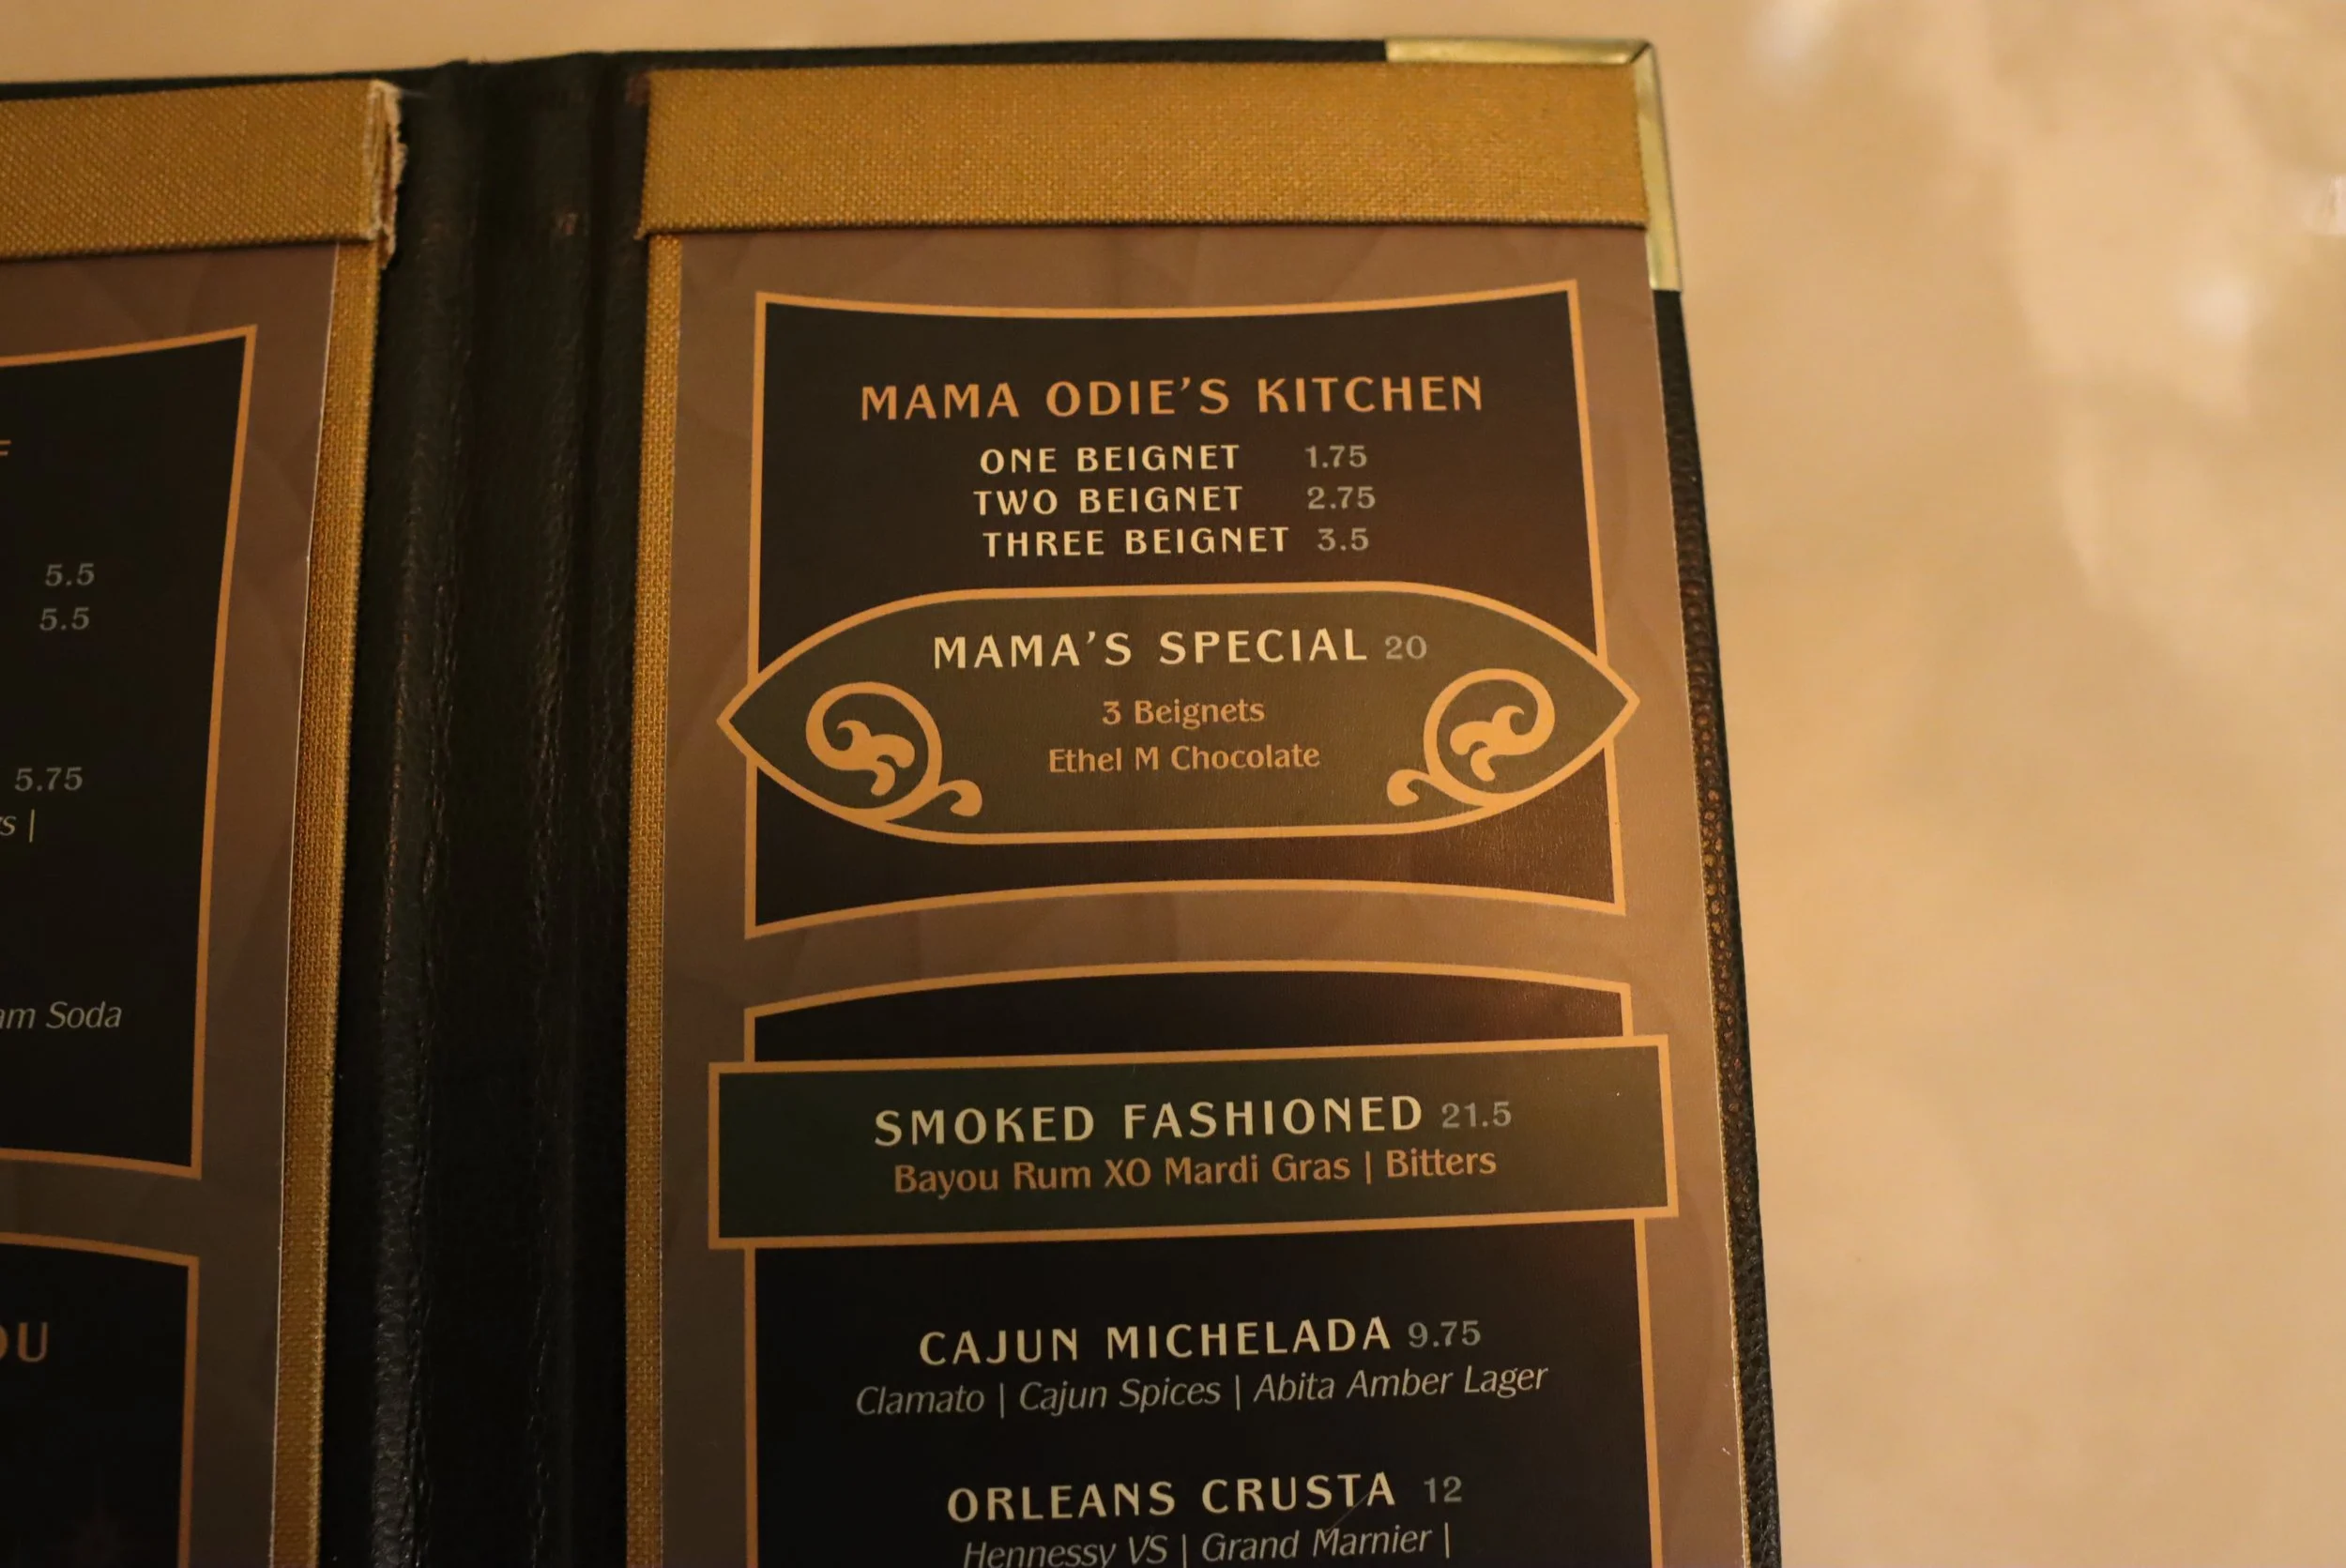 5.5
5.5
5.75
Soda
MAMA ODIE'S KITCHEN
ONE BEIGNET 1.75
TWO BEIGNET 2.75
THREE BEIGNET 3.5
MAMA'S SPECIAL 20
3 Beignets
Ethel M Chocolate
SMOKED FASHIONED 21.5
Bayou Rum XO Mardi Gras | Bitters
CAJUN MICHELADA 9.75
Clamato | Cajun Spices | Abita Amber Lager
ORLEANS CRUSTA 12
Hennessy VS | Grand Marnier |